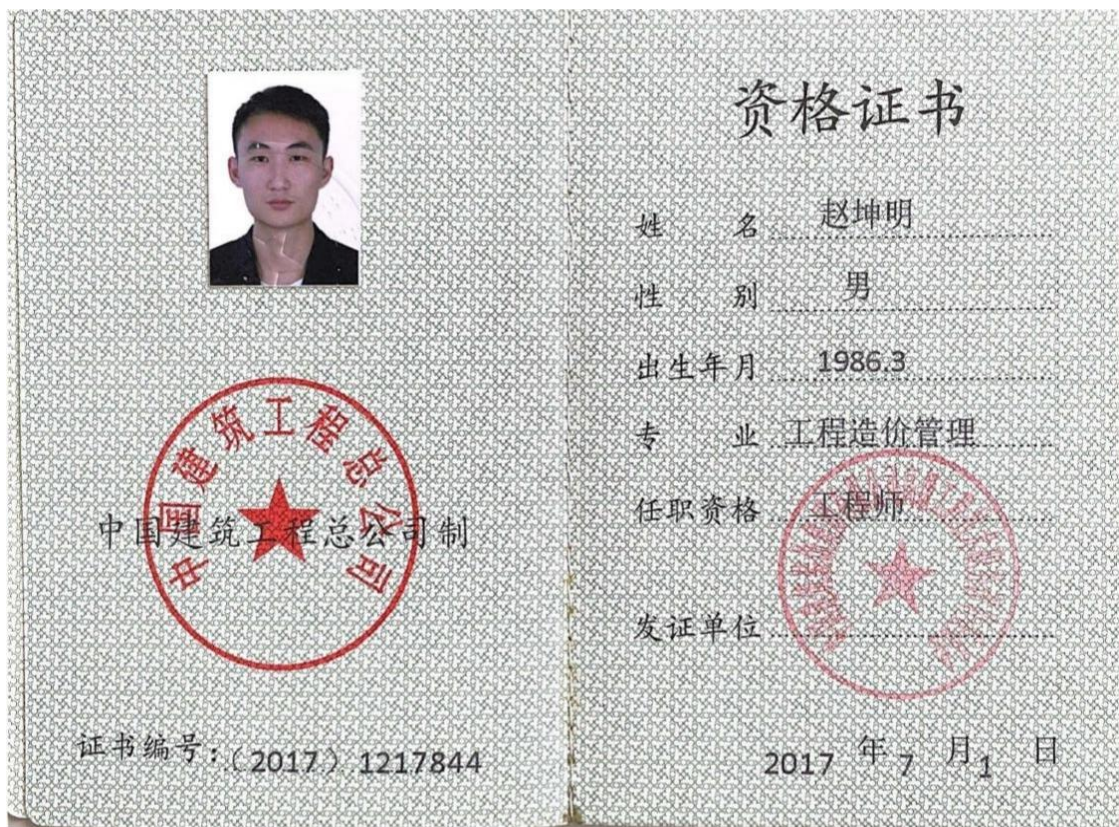 中国建筑工程总公司
中国建筑工程总公司制
证书编号:(2017)1217844
资格证书
姓 名 赵坤明
性 别 男
出生年月 1986.3
专 业 工程造价管理
任职资格 工程师
发证单位
2017 年 7 月 1 日